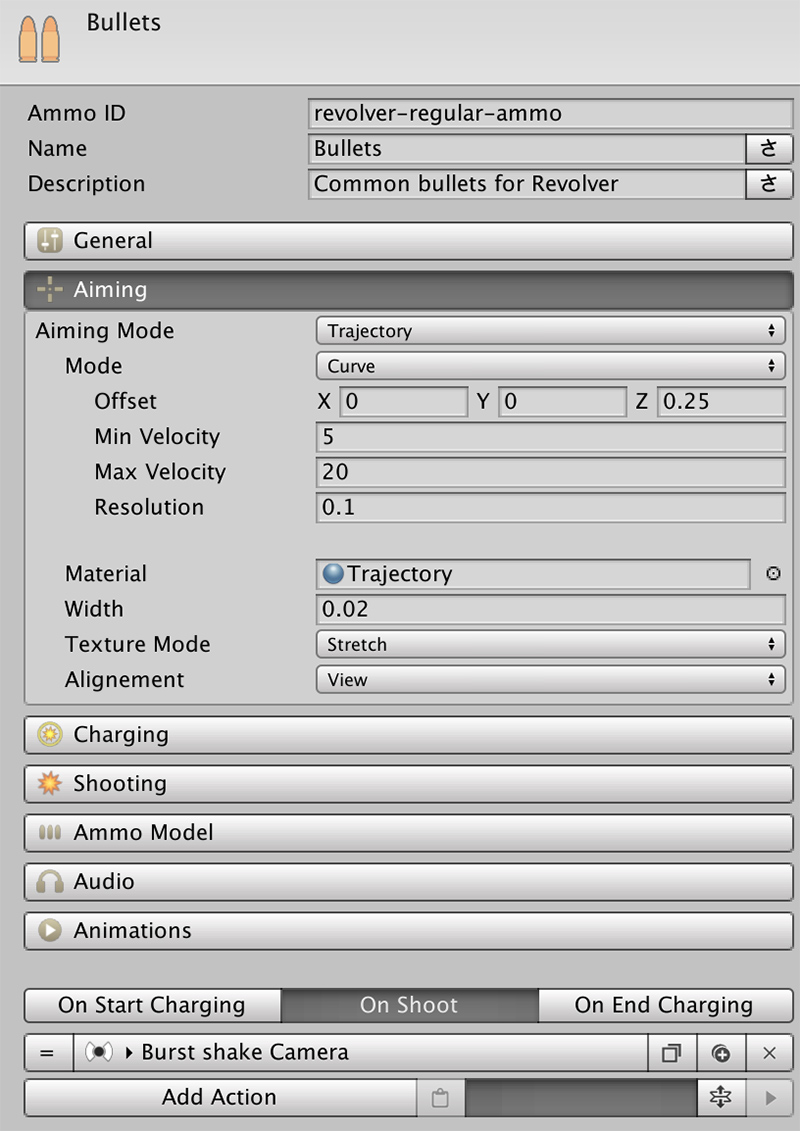 Bullets
Ammo ID revolver-regular-ammo
Name Bullets さ
Description Common bullets for Revolver さ
General
Aiming
Aiming Mode Trajectory
Mode Curve
Offset X 0 Y 0 Z 0.25
Min Velocity 5
Max Velocity 20
Resolution 0.1
Material Trajectory
Width 0.02
Texture Mode Stretch
Alignement View
Charging
Shooting
Ammo Model
Audio
Animations
On Start Charging On Shoot On End Charging
= Burst shake Camera
Add Action